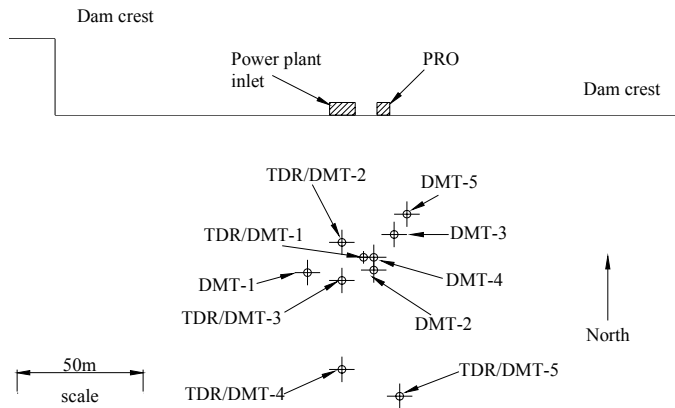 Dam crest
Power plant
inlet
PRO
Dam crest
TDR/DMT-2
DMT-5
TDR/DMT-1
DMT-3
DMT-1
DMT-4
TDR/DMT-3
DMT-2
North
50m
scale
TDR/DMT-4
TDR/DMT-5